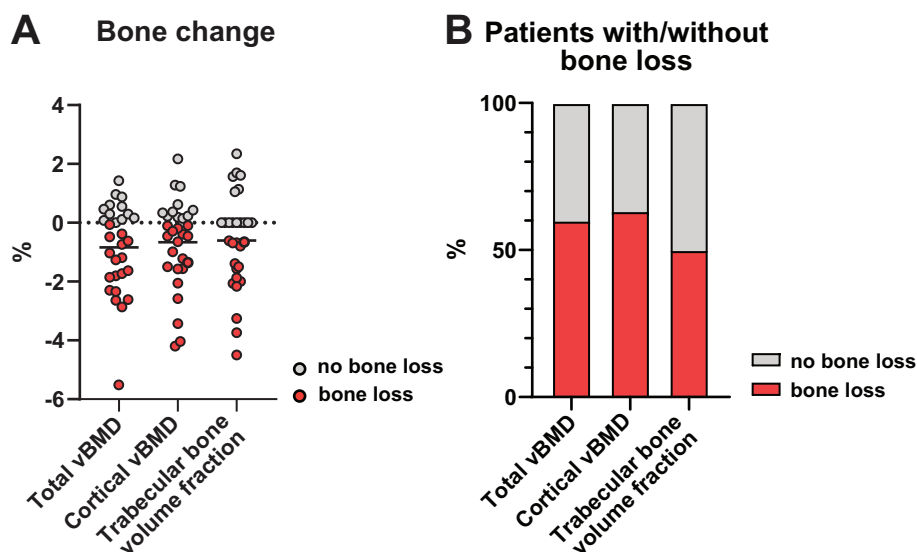 A Bone change
4
2
0
-2
-4
-6
%
Total vBMD
Cortical vBMD
Trabecular bone
volume fraction
no bone loss
bone loss
B Patients with/without
bone loss
100
50
0
%
Total vBMD
Cortical vBMD
Trabecular bone
volume fraction
no bone loss
bone loss